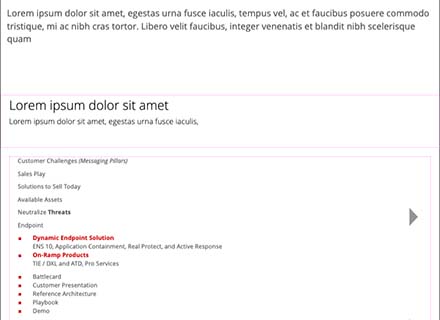 Lorem ipsum dolor sit amet, egestas urna fusce iaculis, tempus vel, ac et faucibus posuere commodo
tristique, mi ac nibh cras tortor. Libero velit faucibus, integer venenatis et blandit nibh scelerisque
quam
Lorem ipsum dolor sit amet
Lorem ipsum dolor sit amet, egestas urna fusce iaculis,
Customer Challenges (Messaging Pillars)
Sales Play
Solutions to Sell Today
Available Assets
Neutralize Threats
Endpoint
Dynamic Endpoint Solution
ENS 10, Application Containment, Real Protect, and Active Response
On-Ramp Products
TIE / DXL and ATD, Pro Services
Battlecard
Customer Presentation
Reference Architecture
Playbook
Demo